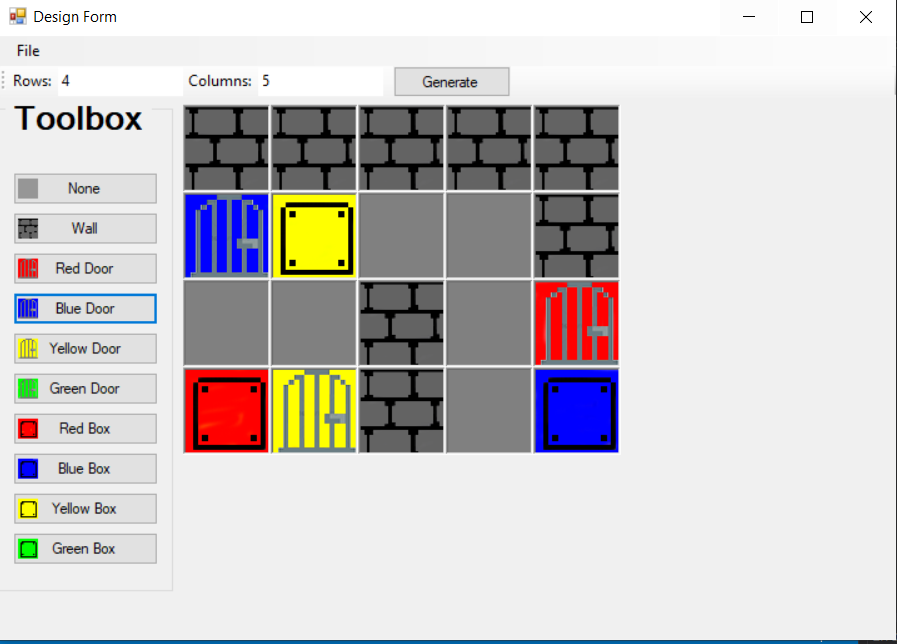 Design Form
File
Rows: 4 Columns: 5 Generate
Toolbox
None
Wall
Red Door
Blue Door
Yellow Door
Green Door
Red Box
Blue Box
Yellow Box
Green Box